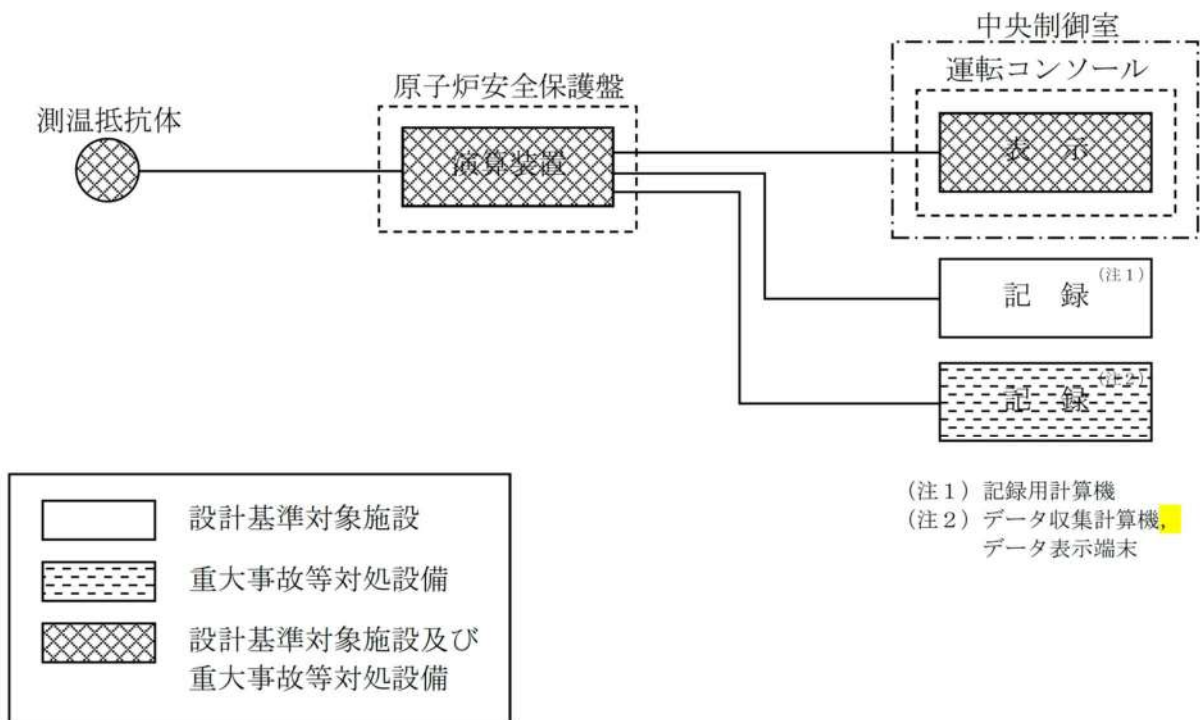 中央制御室
運転コンソール
原子炉安全保護盤
測温抵抗体
演算装置
表 示
記 録 (注1)
記 録 (注2)
(注1) 記録用計算機
(注2) データ収集計算機,
データ表示端末
設計基準対象施設
重大事故等対処設備
設計基準対象施設及び
重大事故等対処設備